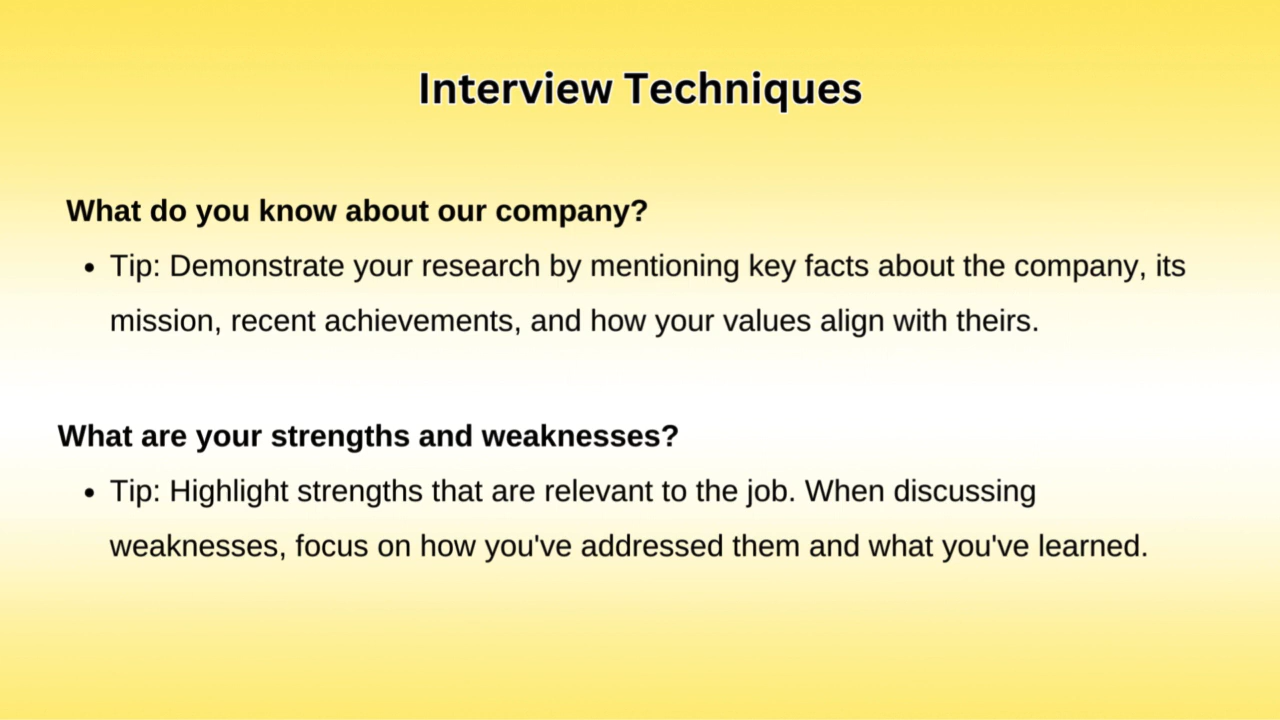 Interview Techniques
What do you know about our company?
• Tip: Demonstrate your research by mentioning key facts about the company, its
mission, recent achievements, and how your values align with theirs.
What are your strengths and weaknesses?
• Tip: Highlight strengths that are relevant to the job. When discussing
weaknesses, focus on how you've addressed them and what you've learned.